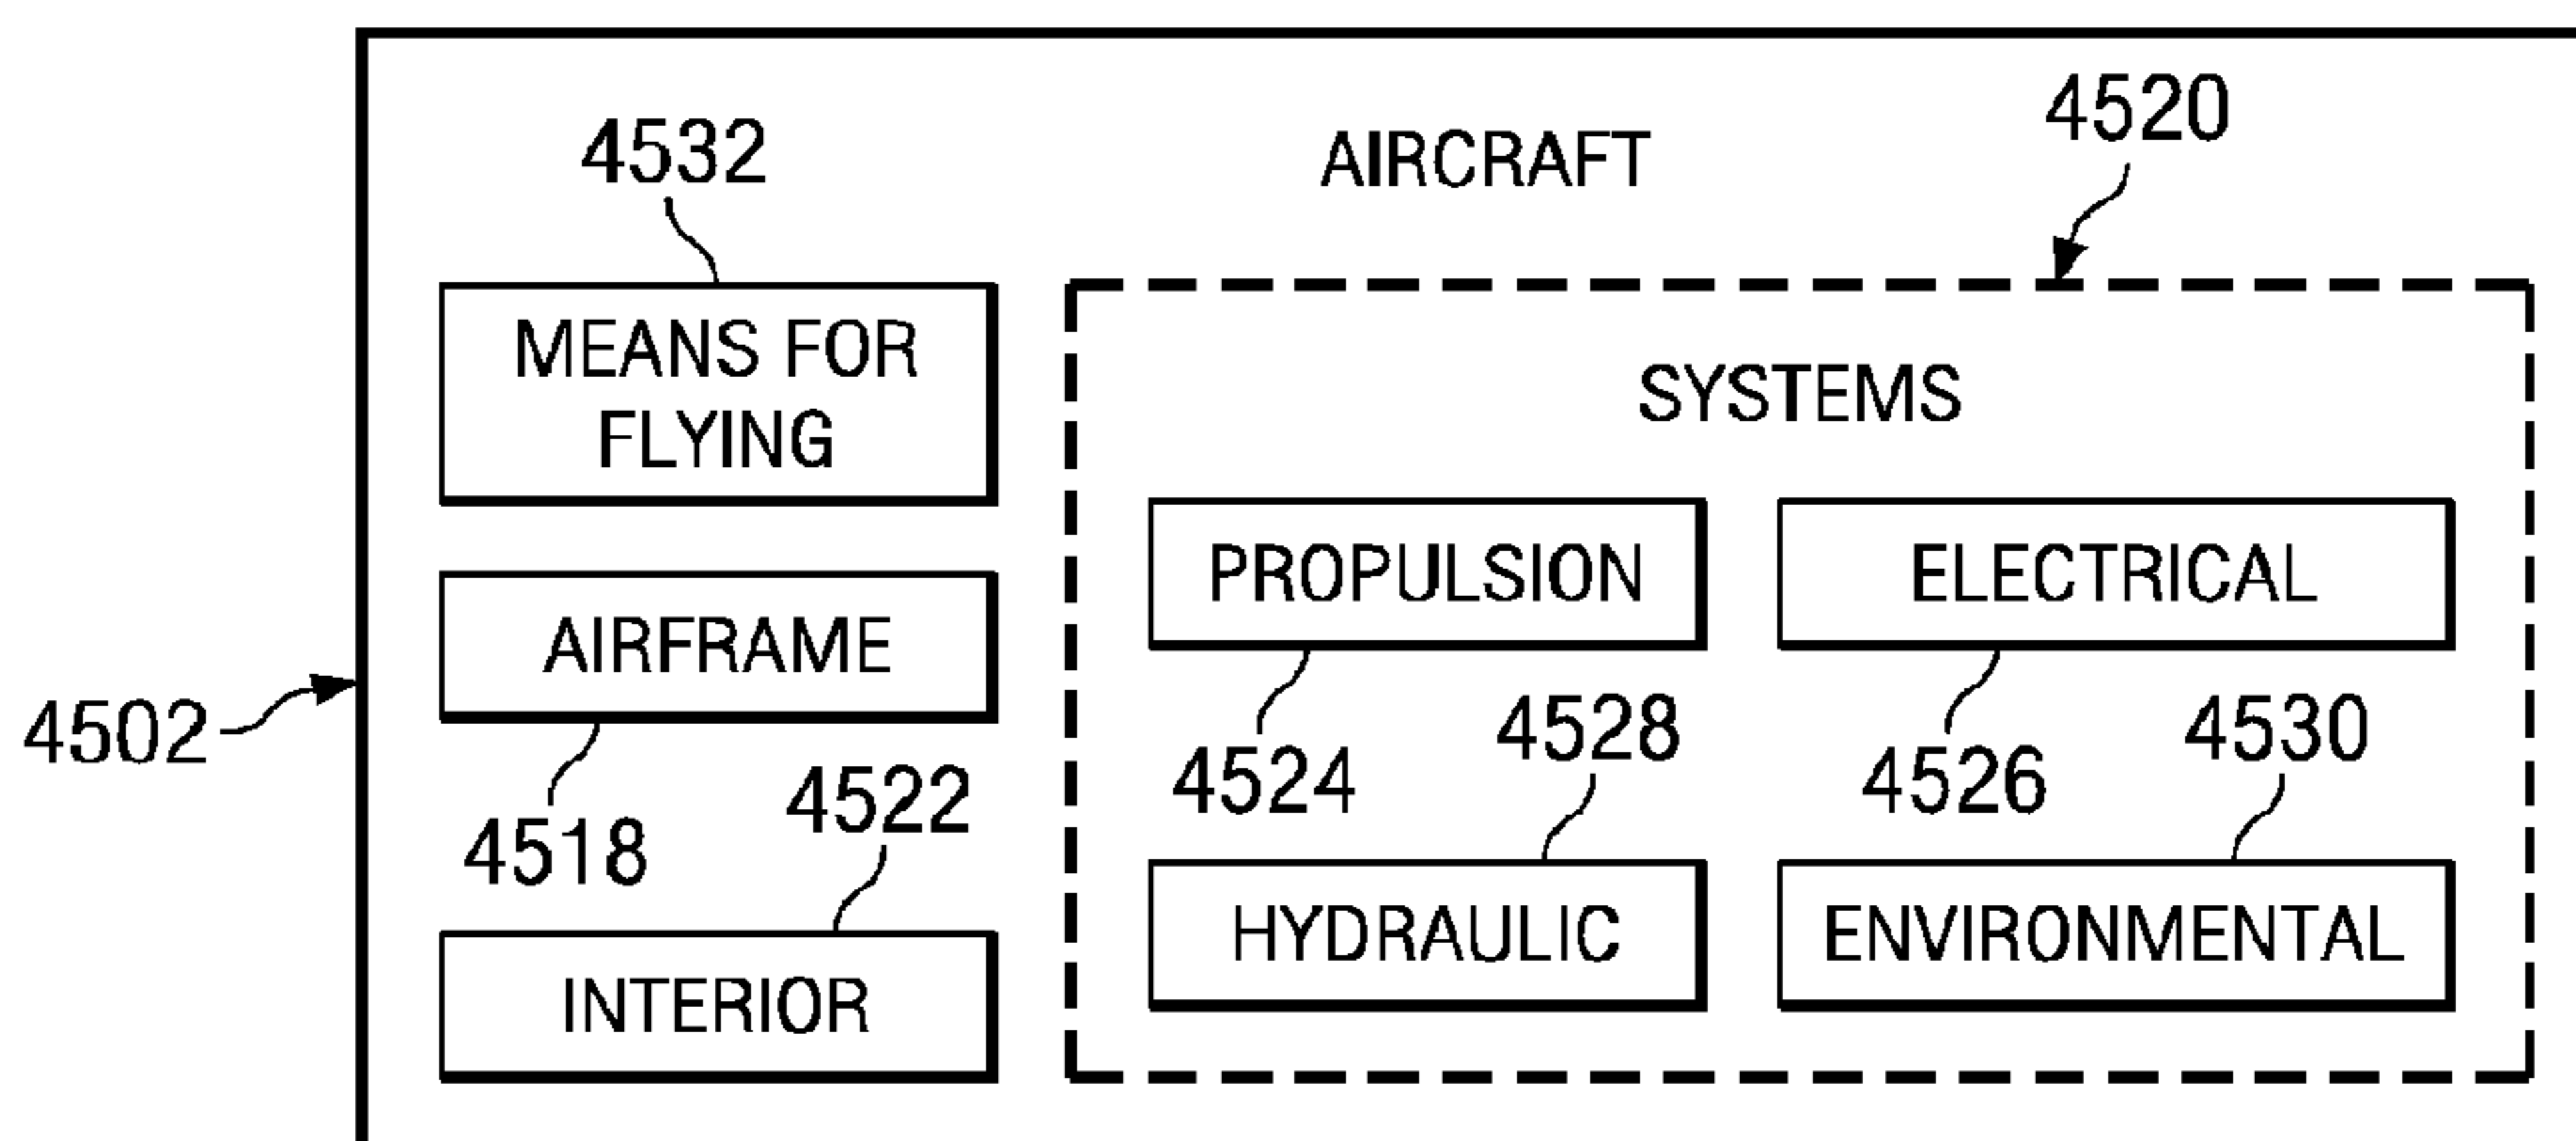 4532
AIRCRAFT
4520
MEANS FOR
FLYING
SYSTEMS
PROPULSION
ELECTRICAL
AIRFRAME
4502
4524
4528
4526
4530
4518
4522
HYDRAULIC
ENVIRONMENTAL
INTERIOR